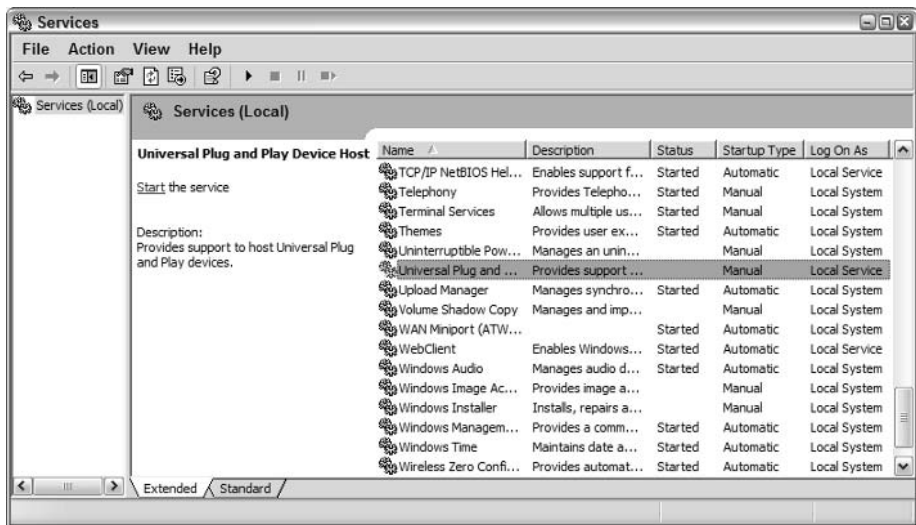 Services
File Action View Help
Services (Local)
Services (Local)
Universal Plug and Play Device Host
Start the service
Description:
Provides support to host Universal Plug
and Play devices.
Name Description Status Startup Type Log On As
TCP/IP NetBIOS Hel... Enables support f... Started Automatic Local Service
Telephony Provides Telepho... Started Manual Local System
Terminal Services Allows multiple us... Started Manual Local System
Themes Provides user ex... Started Automatic Local System
Uninterruptible Pow... Manages an unin... Manual Local System
Universal Plug and ... Provides support ... Manual Local Service
Upload Manager Manages synchro... Started Automatic Local System
Volume Shadow Copy Manages and imp... Manual Local System
WAN Miniport (ATW... Started Automatic Local System
WebClient Enables Windows... Started Automatic Local Service
Windows Audio Manages audio d... Started Automatic Local System
Windows Image Ac... Provides image a... Manual Local System
Windows Installer Installs, repairs a... Manual Local System
Windows Managem... Provides a comm... Started Automatic Local System
Windows Time Maintains date a... Started Automatic Local System
Wireless Zero Confi... Provides automat... Started Automatic Local System
Extended Standard